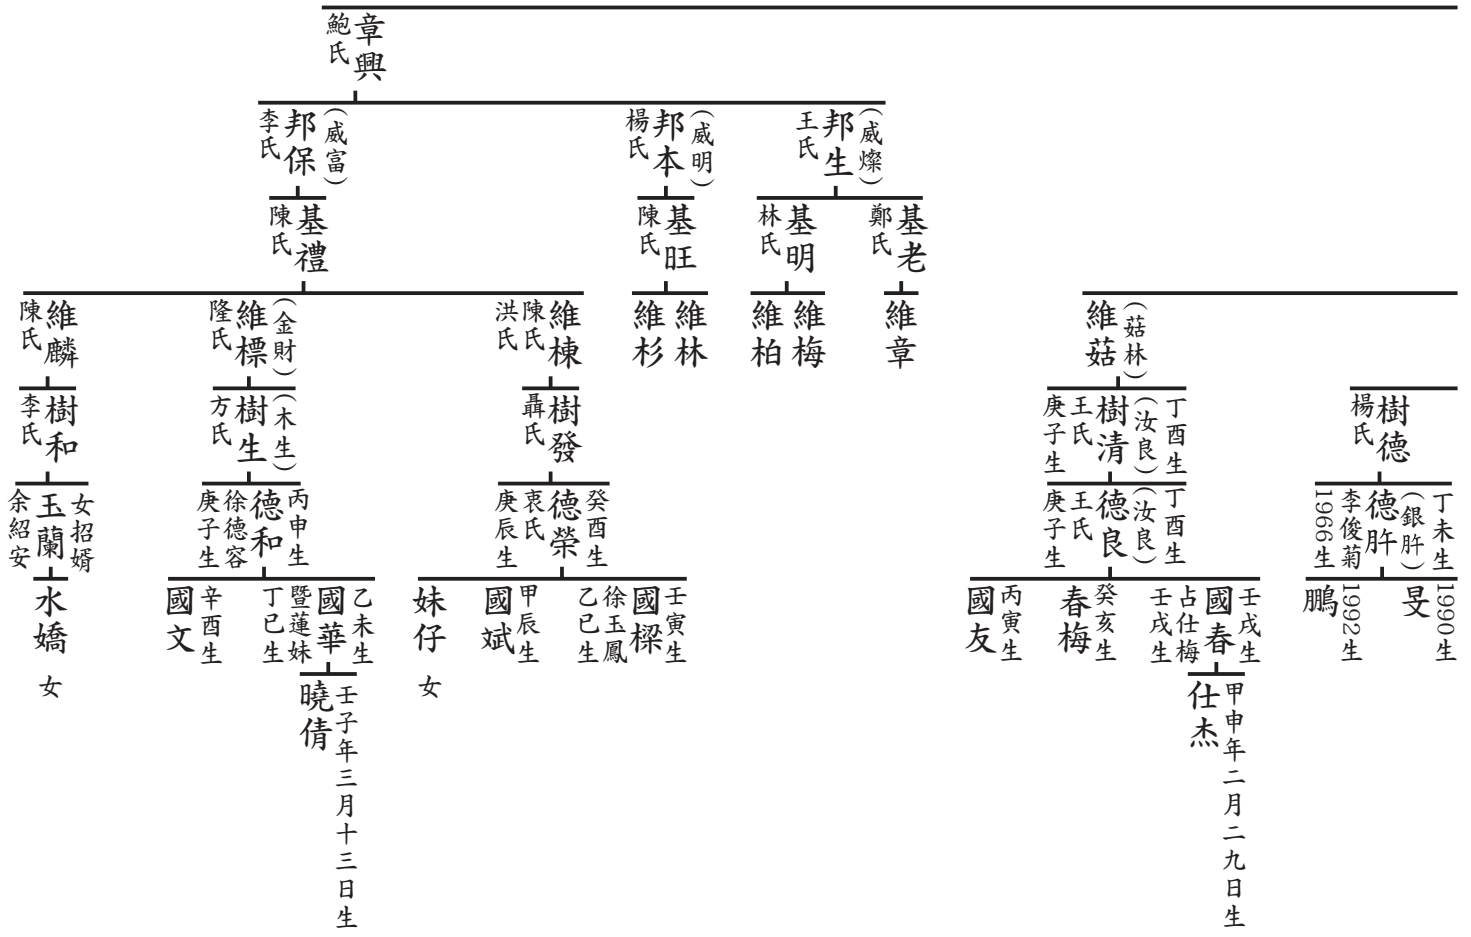 章興
鮑氏
(威燦)
邦生
王氏
(威明)
邦本
楊氏
(威富)
邦保
李氏
基老
鄭氏
基明
林氏
基旺
陳氏
基禮
陳氏
(菇林)
維菇
維章
維梅
維柏
維林
維杉
維棟
陳氏
洪氏
(金財)
維標
隆氏
維麟
陳氏
樹德
楊氏
丁酉生
(汝良)
樹清
王氏
庚子生
樹發
聶氏
(木生)
樹生
方氏
樹和
李氏
丁未生
(銀肝)
德肝
李俊菊
1966生
丁酉生
(汝良)
德良
王氏
庚子生
癸酉生
德榮
衷氏
庚辰生
丙申生
德和
徐德容
庚子生
女招婿
玉蘭
余紹安
1990生
旻
1992生
鵬
壬戌生
國春
占仕梅
壬戌生
癸亥生
春梅
丙寅生
國友
壬寅生
國樑
徐玉鳳
乙巳生
甲辰生
國斌
妹仔 女
乙未生
國華
暨蓮妹
丁巳生
辛酉生
國文
水嬌 女
甲申年二月二九日生
仕杰
壬子年三月十三日生
曉倩